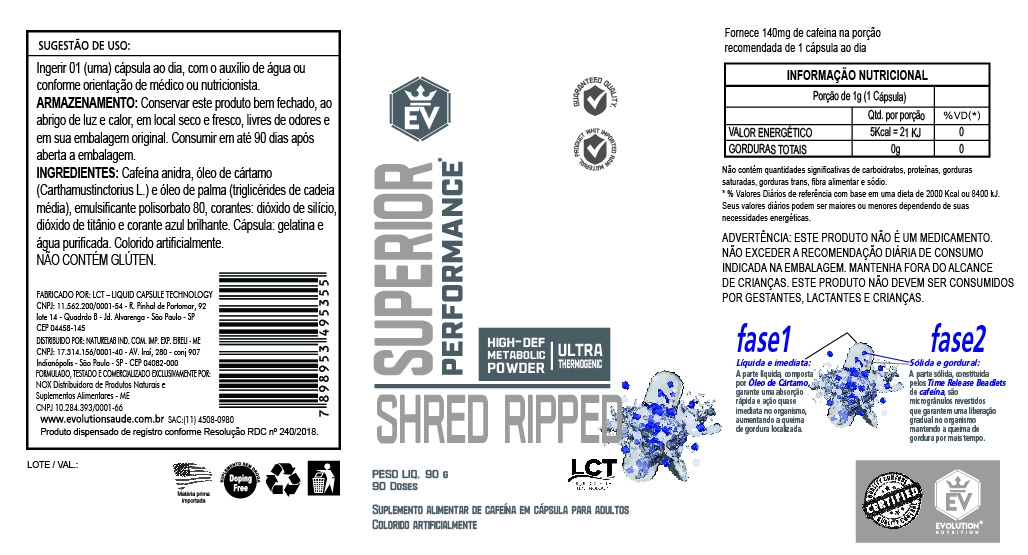 SUGESTÃO DE USO:
Ingerir 01 (uma) cápsula ao dia, com o auxílio de água ou
conforme orientação de médico ou nutricionista.
ARMAZENAMENTO: Conservar este produto bem fechado, ao
abrigo de luz e calor, em local seco e fresco, livres de odores e
em sua embalagem original. Consumir em até 90 dias após
aberta a embalagem.
INGREDIENTES: Cafeína anidra, óleo de cártamo
(Carthamustinctorius L.) e óleo de palma (triglicérides de cadeia
média), emulsificante polisorbato 80, corantes: dióxido de silício,
dióxido de titânio e corante azul brilhante. Cápsula: gelatina e
água purificada. Colorido artificialmente.
NÃO CONTÉM GLÚTEN.
FABRICADO POR: LCT – LIQUID CAPSULE TECHNOLOGY
CNPJ: 11.562.200/0001-54 - R. Pinhal de Portomar, 92
lote 14 - Quadrdo B - Jd. Alvarenga - São Paulo - SP
CEP 04458-145
DISTRIBUIDO POR: NATURELAB IND. COM. IMP. EXP. EIRELI - ME
CNPJ: 17.314.156/0001-40 - AV. Iraí, 280 - conj 907
Indianópolis - São Paulo - SP - CEP 04082-000
FORMULADO, TESTADO E COMERCIALIZADO EXCLUSIVAMENTE POR:
NOX Distribuidora de Produtos Naturais e
Suplementos Alimentares - ME
CNPJ 10.284.393/0001-66
www.evolutionsaude.com.br SAC:(11) 4508-0980
Produto dispensado de registro conforme Resolução RDC nº 240/2018.
7 898953 495355
LOTE / VAL.:
Matéria prima
Importada
SUPLEMENTO SEM DOPING
Doping
Free
EV
SUPERIOR
PERFORMANCE
GUARANTEED QUALITY
PRODUCT WHIT IMPORTED RAW MATERIAL
HIGH-DEF
METABOLIC
POWDER
ULTRA
THERMOGENIC
SHRED RIPPED
PESO LIQ. 90 G
90 DOSES
LCT
SUPLEMENTO ALIMENTAR DE CAFEÍNA EM CÁPSULA PARA ADULTOS
COLORIDO ARTIFICIALMENTE
Fornece 140mg de cafeina na porção
recomendada de 1 cápsula ao dia
INFORMAÇÃO NUTRICIONAL
Porção de 1g (1 Cápsula)
Qtd. por porção %VD(*)
VALOR ENERGÉTICO 5Kcal = 21 KJ 0
GORDURAS TOTAIS 0g 0
Não contém quantidades significativas de carboidratos, proteínas, gorduras
saturadas, gorduras trans, fibra alimentar e sódio.
* % Valores Diários de referência com base em uma dieta de 2000 Kcal ou 8400 kJ.
Seus valores diários podem ser maiores ou menores dependendo de suas
necessidades energéticas.
ADVERTÊNCIA: ESTE PRODUTO NÃO É UM MEDICAMENTO.
NÃO EXCEDER A RECOMENDAÇÃO DIÁRIA DE CONSUMO
INDICADA NA EMBALAGEM. MANTENHA FORA DO ALCANCE
DE CRIANÇAS. ESTE PRODUTO NÃO DEVEM SER CONSUMIDOS
POR GESTANTES, LACTANTES E CRIANÇAS.
fase1
Líquida e imediata:
A parte líquida, composta
por Óleo de Cártamo,
garante uma absorção
rápida e ação quase
imediata no organismo,
aumentando a queima
de gordura localizada.
fase2
Sólida e gordural:
A parte sólida, constituída
pelos Time Release Beadlets
de cafeína, são
microgrânulos revestidos
que garantem uma liberação
gradual no organismo
mantendo a queima de
gordura por mais tempo.
QUALITY CONTROL
CERTIFIED
QUALITY CONTROL
EV
EVOLUTION®
NUTRITION